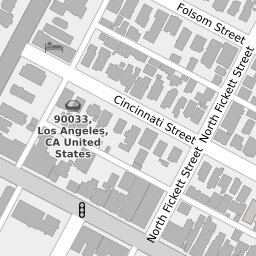 Folsom Street
Cincinnati Street
North Fickett Street
90033,
Los Angeles,
CA United
States
North Fickett Street